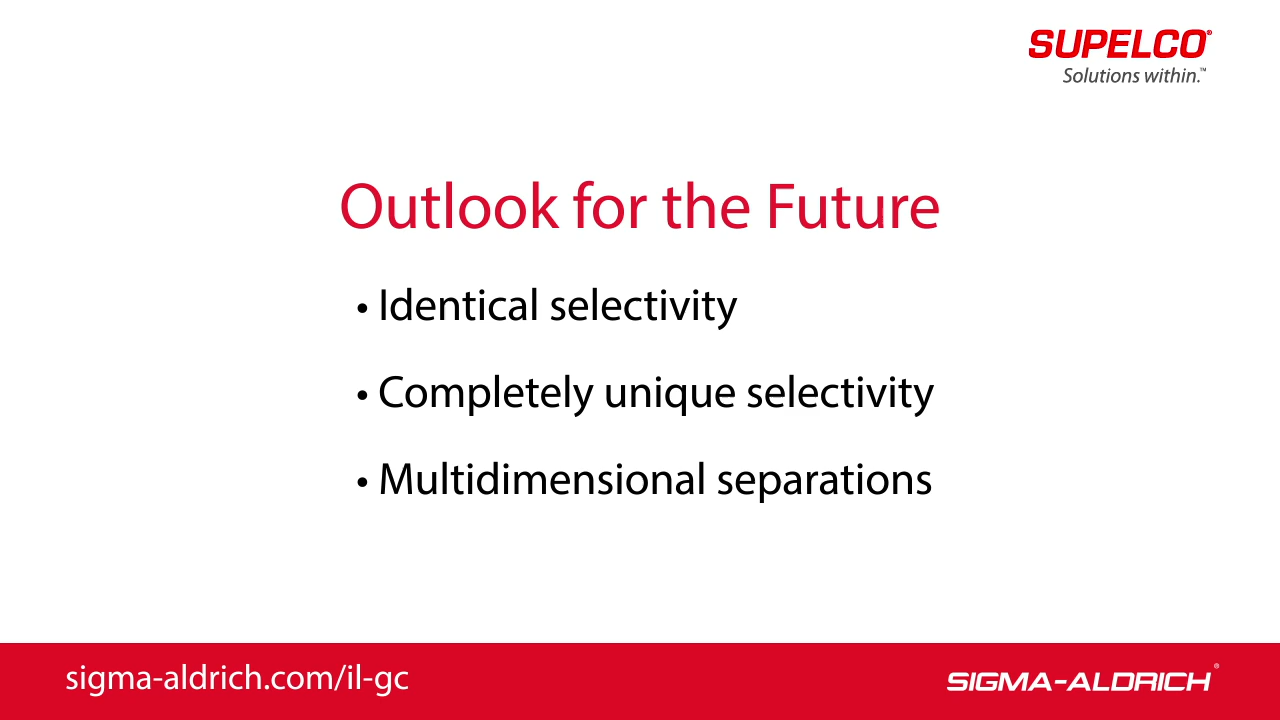 SUPELCO®
Solutions within.™
Outlook for the Future
• Identical selectivity
• Completely unique selectivity
• Multidimensional separations
sigma-aldrich.com/il-gc
SIGMA-ALDRICH®